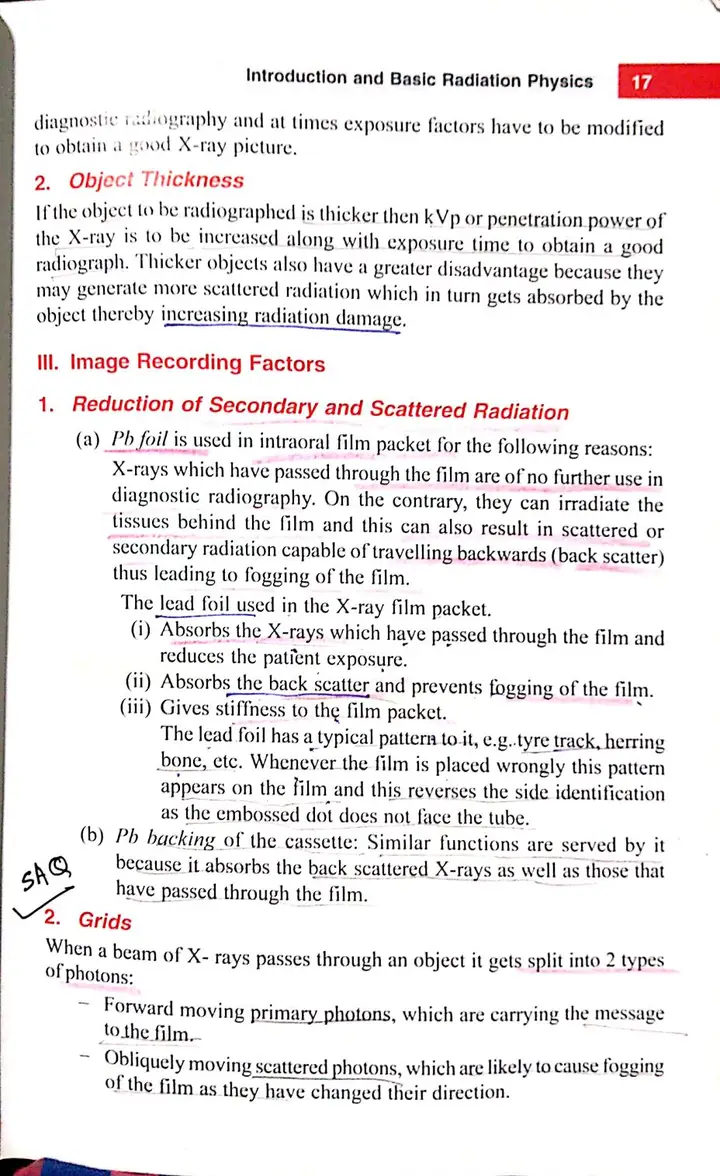 Introduction and Basic Radiation Physics 17
diagnostic radiography and at times exposure factors have to be modified
to obtain a good X-ray picture.
2. Object Thickness
If the object to be radiographed is thicker then kVp or penetration power of
the X-ray is to be increased along with exposure time to obtain a good
radiograph. Thicker objects also have a greater disadvantage because they
may generate more scattered radiation which in turn gets absorbed by the
object thereby increasing radiation damage.
III. Image Recording Factors
1. Reduction of Secondary and Scattered Radiation
(a) Pb foil is used in intraoral film packet for the following reasons:
X-rays which have passed through the film are of no further use in
diagnostic radiography. On the contrary, they can irradiate the
tissues behind the film and this can also result in scattered or
secondary radiation capable of travelling backwards (back scatter)
thus leading to fogging of the film.
The lead foil used in the X-ray film packet.
(i) Absorbs the X-rays which have passed through the film and
reduces the patient exposure.
(ii) Absorbs the back scatter and prevents fogging of the film.
(iii) Gives stiffness to the film packet.
The lead foil has a typical pattern to it, e.g. tyre track, herring
bone, etc. Whenever the film is placed wrongly this pattern
appears on the film and this reverses the side identification
as the embossed dot does not face the tube.
(b) Pb backing of the cassette: Similar functions are served by it
because it absorbs the back scattered X-rays as well as those that
have passed through the film.
SAQ
2. Grids
When a beam of X- rays passes through an object it gets split into 2 types
of photons:
– Forward moving primary photons, which are carrying the message
to the film.
– Obliquely moving scattered photons, which are likely to cause fogging
of the film as they have changed their direction.